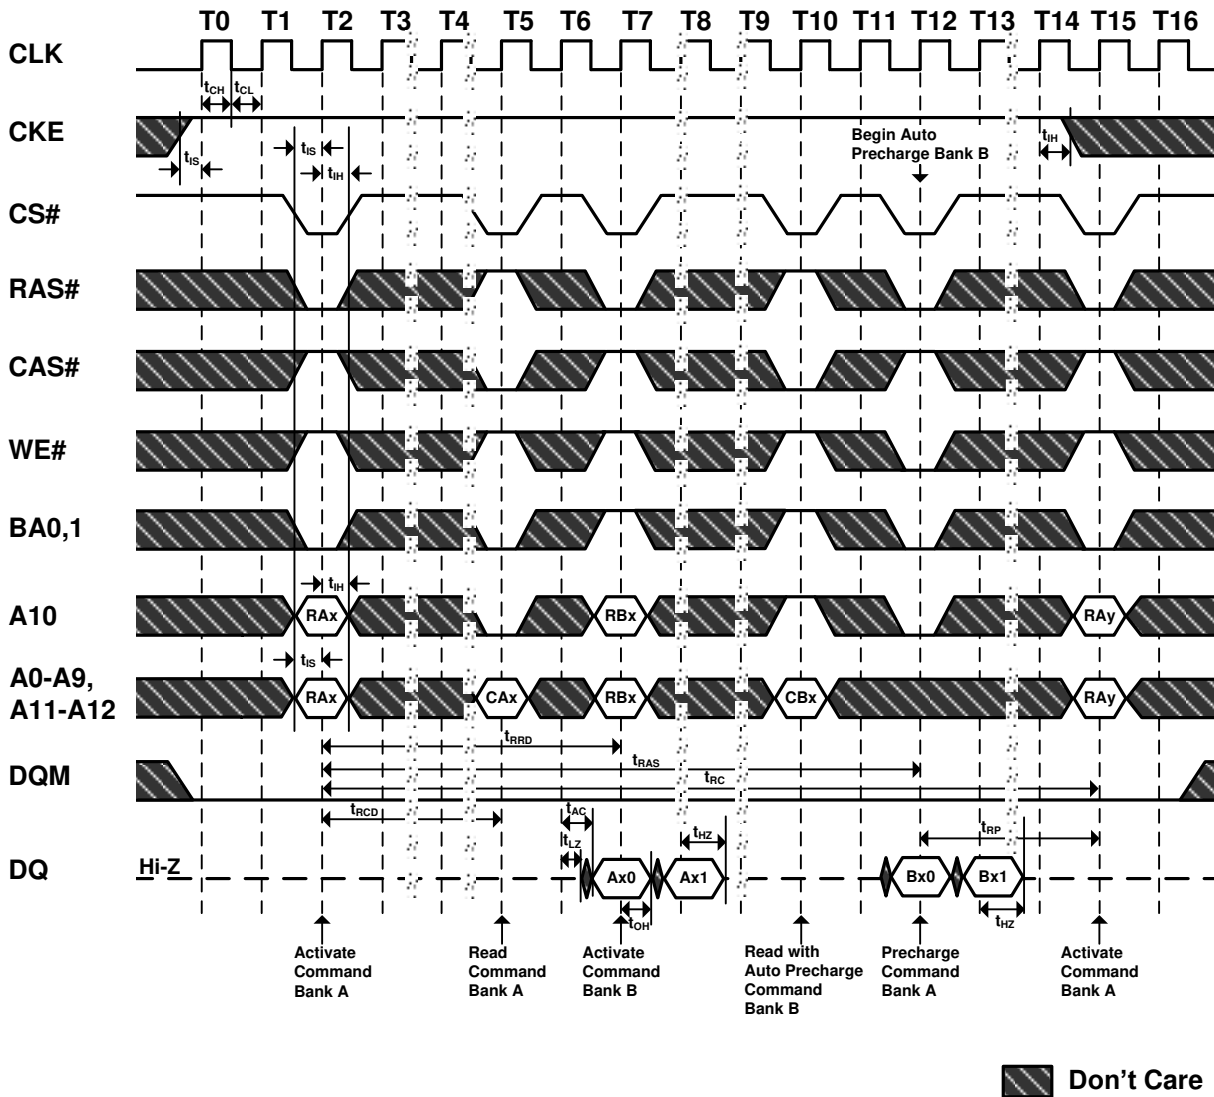 T0 T1 T2 T3 T4 T5 T6 T7 T8 T9 T10 T11 T12 T13 T14 T15 T16
CLK
tCH tCL
CKE
tIS
tIS
tIH
Begin Auto
Precharge Bank B
tIH
CS#
RAS#
CAS#
WE#
BA0,1
tIH
A10
RAx RBx RAy
tIS
A0-A9,
A11-A12
RAx CAx RBx CBx RAy
tRRD
tRAS
tRC
DQM
tRCD
tAC
tHZ
tRP
tLZ
DQ
Hi-Z
Ax0 Ax1 Bx0 Bx1
tOH
tHZ
Activate
Command
Bank A
Read
Command
Bank A
Activate
Command
Bank B
Read with
Auto Precharge
Command
Bank B
Precharge
Command
Bank A
Activate
Command
Bank A
Don't Care